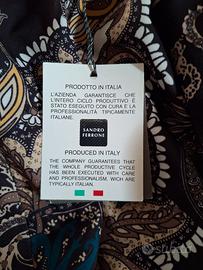 PRODOTTO IN ITALIA
L'AZIENDA GARANTISCE CHE
L'INTERO CICLO PRODUTTIVO È
STATO ESEGUITO CON CURA E LA
PROFESSIONALITÀ TIPICAMENTE
ITALIANE.
SANDRO
FERRONE
PRODUCED IN ITALY
THE COMPANY GUARANTEES THAT
THE WHOLE PRODUCTIVE CYCLE
HAS BEEN EXECUTED WITH CARE
AND PROFESSIONALISM, WICH ARE
TYPICALLY ITALIAN.
subito